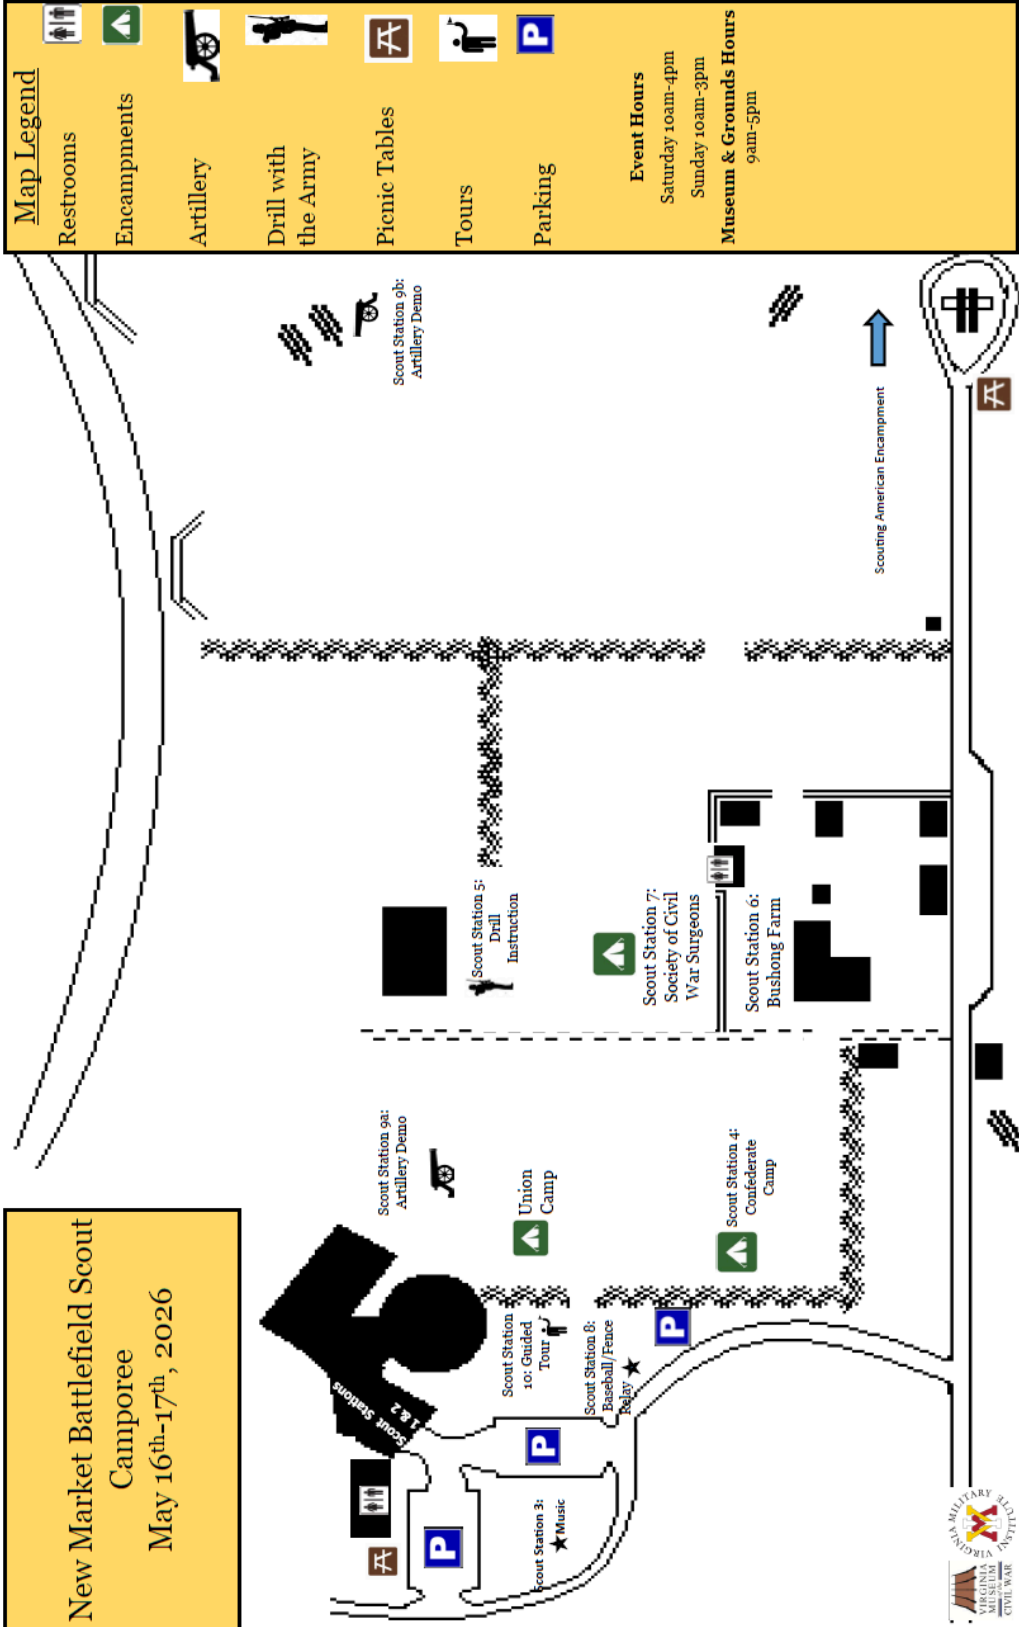 New Market Battlefield Scout
Camporee
May 16th-17th, 2026
Map Legend
Restrooms
Encampments
Artillery
Drill with
the Army
Picnic Tables
Tours
Parking
P
Event Hours
Saturday 10am-4pm
Sunday 10am-3pm
Museum & Grounds Hours
9am-5pm
Scout Stations
1 & 2
Scout Station 9a:
Artillery Demo
Scout Station 9b:
Artillery Demo
Scout Station 5:
Drill
Instruction
Union
Camp
Scout Station
10: Guided
Tour
Scout Station 8:
Baseball/Fence
Relay
P
P
P
Scout Station 3:
Music
Scout Station 7:
Society of Civil
War Surgeons
Scout Station 6:
Bushong Farm
Scout Station 4:
Confederate
Camp
Scouting American Encampment
VIRGINIA
MUSEUM
of the
CIVIL WAR
VIRGINIA MILITARY INSTITUTE
VMI